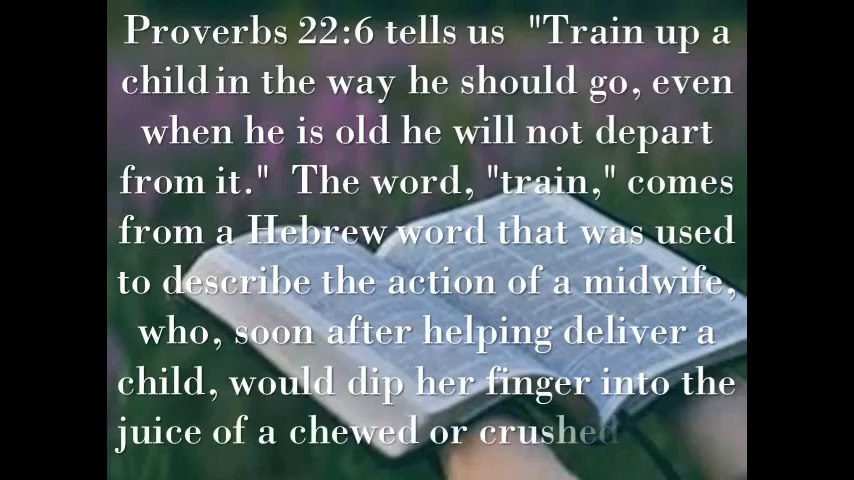 Proverbs 22:6 tells us "Train up a
child in the way he should go, even
when he is old he will not depart
from it." The word, "train," comes
from a Hebrew word that was used
to describe the action of a midwife,
who, soon after helping deliver a
child, would dip her finger into the
juice of a chewed or crushed